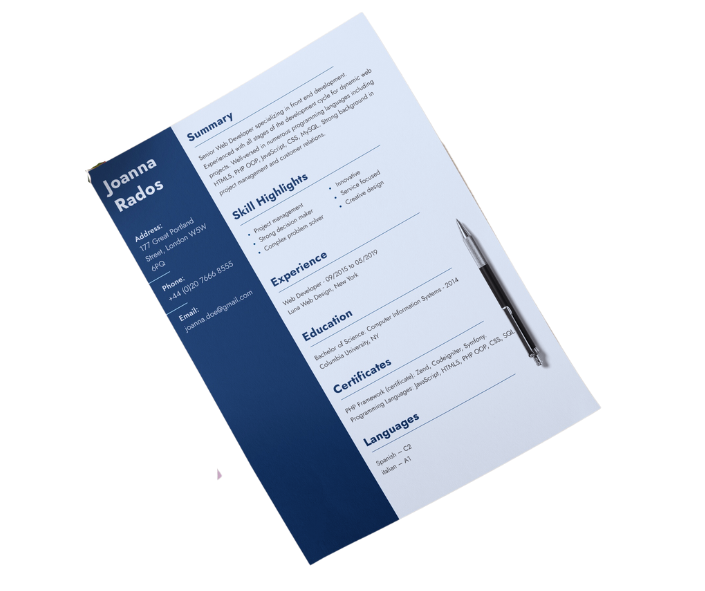 Joanna
Rados
Address:
177 Great Portland
Street, London W5W
6PQ
Phone:
+44 (0)20 7666 8555
Email:
joanna.doe@gmail.com
Summary
Senior Web Developer specializing in front end development.
Experienced with all stages of the development cycle for dynamic web
projects. Well-versed in numerous programming languages including
HTML5, PHP OOP, JavaScript, CSS, MySQL. Strong background in
project management and customer relations.
Skill Highlights
• Project management
• Strong decision maker
• Complex problem solver
• Innovative
• Service focused
• Creative design
Experience
Web Developer - 09/2015 to 05/2019
Luna Web Design, New York
Education
Bachelor of Science: Computer Information Systems - 2014
Columbia University, NY
Certificates
PHP Framework (certificate): Zend, Codeigniter, Symfony.
Programming Languages: JavaScript, HTML5, PHP OOP, CSS, SQL
Languages
Spanish – C2
Italian – A1